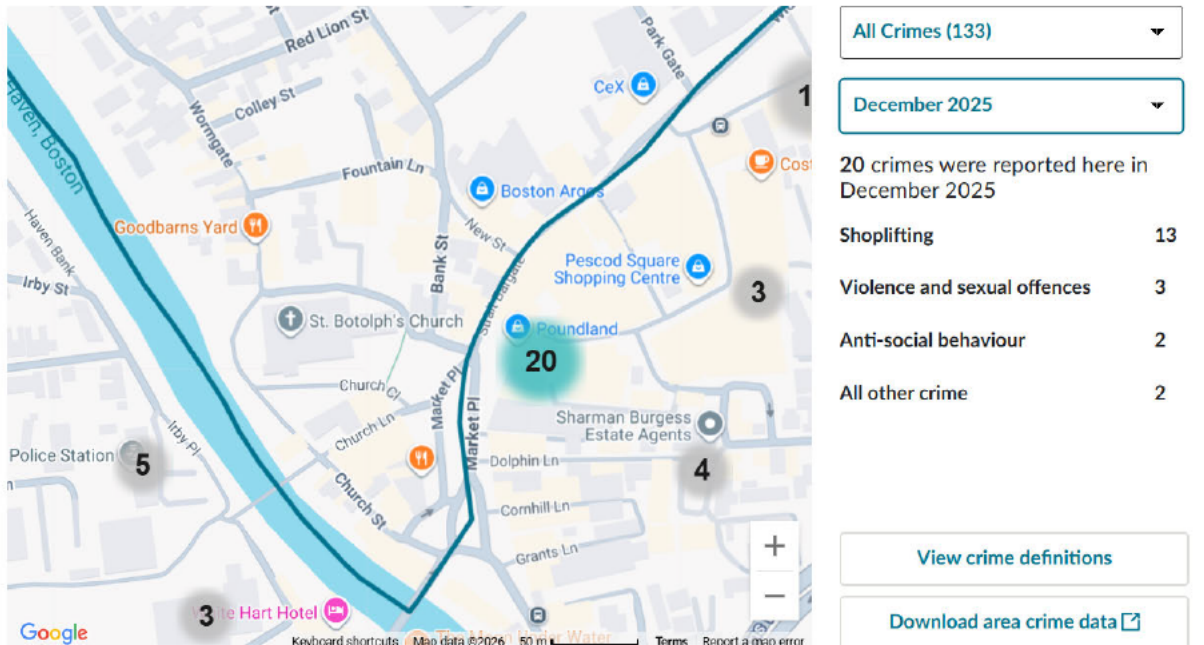 Red Lion St
Park Gate
CeX
Colley St
Wormgate
Haven, Boston
Fountain Ln
Boston Argos
Goodbarns Yard
New St
Bank St
Haven Bank
Irby St
Pescod Square
Shopping Centre
3
Strait Bargate
St. Botolph's Church
Poundland
20
Church Cl
Market Pl
Market Pl
Church Ln
Sharman Burgess
Estate Agents
Irby Pl
Police Station
5
Dolphin Ln
4
Church St
Cornhill Ln
Grants Ln
+
−
3
White Hart Hotel
Google
Keyboard shortcuts
Map data ©2026
50 m
Terms
Report a map error
All Crimes (133)
December 2025
20 crimes were reported here in
December 2025
Shoplifting 13
Violence and sexual offences 3
Anti-social behaviour 2
All other crime 2
View crime definitions
Download area crime data